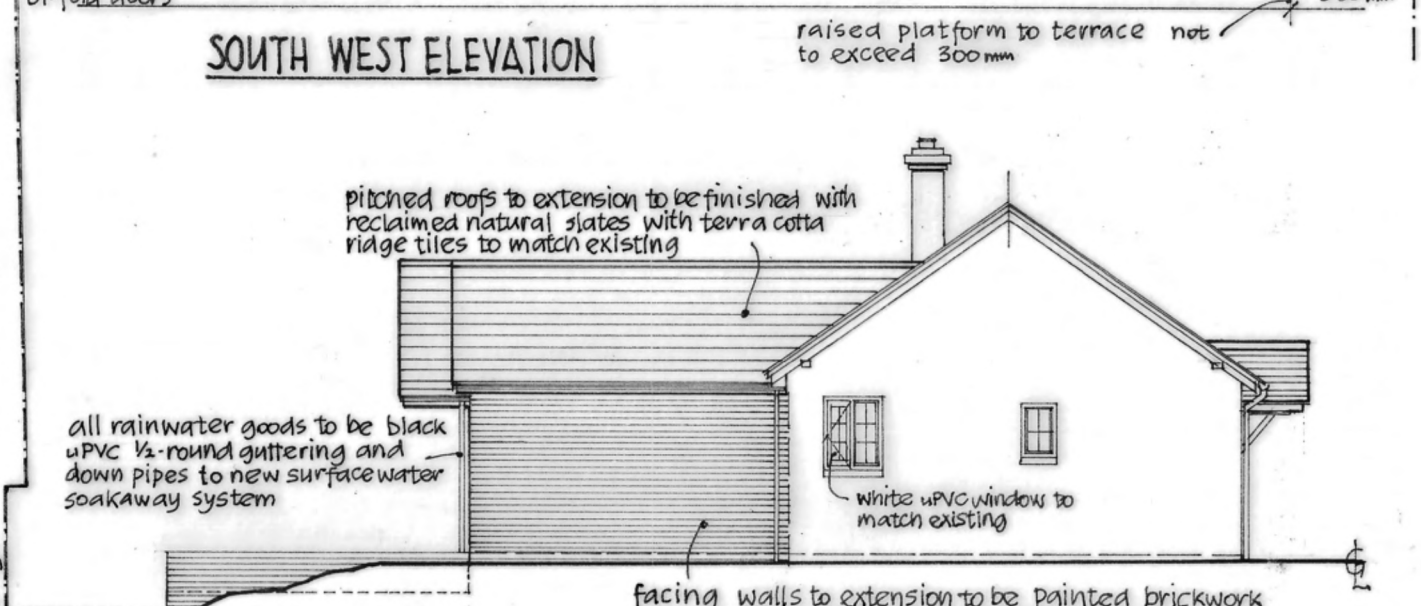 SOUTH WEST ELEVATION
raised platform to terrace not
to exceed 300mm
pitched roofs to extension to be finished with
reclaimed natural slates with terra cotta
ridge tiles to match existing
all rainwater goods to be black
uPVC ½-round guttering and
down pipes to new surface water
soakaway system
white uPVC window to
match existing
facing walls to extension to be painted brickwork